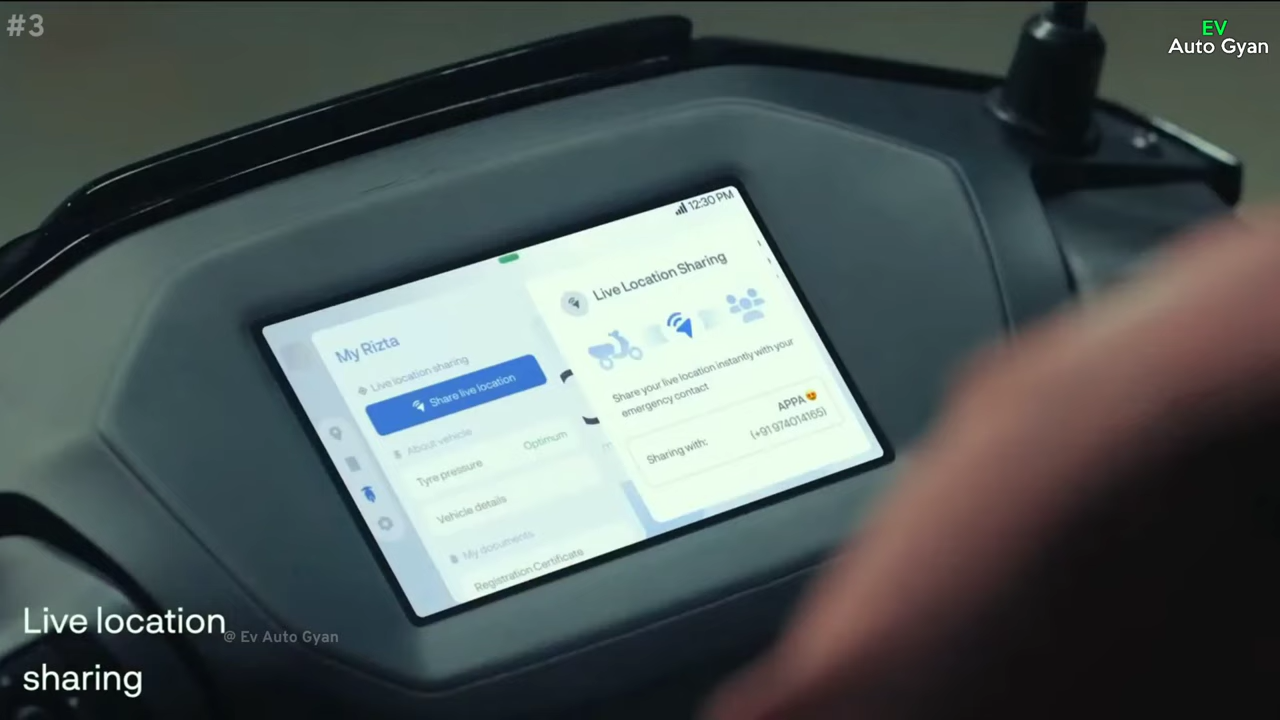 #3
EV
Auto Gyan
12:30 PM
My Rizta
Live location sharing
Share live location
About vehicle
Tyre pressure
Optimum
Vehicle details
My documents
Registration Certificate
Live Location Sharing
Share your live location instantly with your
emergency contact
Sharing with:
APPA😍
(+91 974014165)
Live location
sharing
@ Ev Auto Gyan